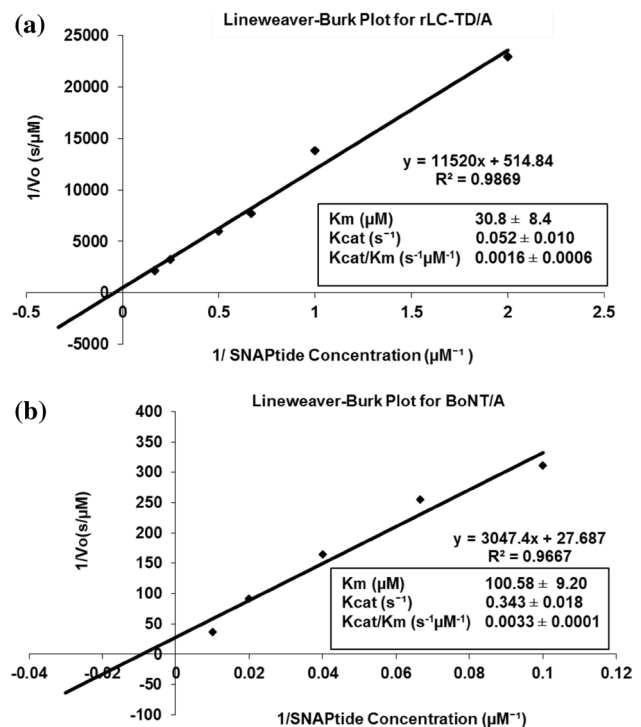 (a)
Lineweaver-Burk Plot for rLC-TD/A
25000
20000
15000
10000
5000
0
-5000
-0.5
0
0.5
1
1.5
2
2.5
1/Vo (s/µM)
y = 11520x + 514.84
R² = 0.9869
Km (µM) 30.8 ± 8.4
Kcat (s⁻¹) 0.052 ± 0.010
Kcat/Km (s⁻¹µM⁻¹) 0.0016 ± 0.0006
1/ SNAPtide Concentration (µM⁻¹ )
(b)
Lineweaver-Burk Plot for BoNT/A
400
350
300
250
200
150
100
50
0
-50
-100
-0.04
-0.02
0
0.02
0.04
0.06
0.08
0.1
0.12
1/Vo(s/µM)
y = 3047.4x + 27.687
R² = 0.9667
Km (µM) 100.58 ± 9.20
Kcat (s⁻¹) 0.343 ± 0.018
Kcat/Km (s⁻¹µM⁻¹) 0.0033 ± 0.0001
1/SNAPtide Concentration (µM⁻¹)